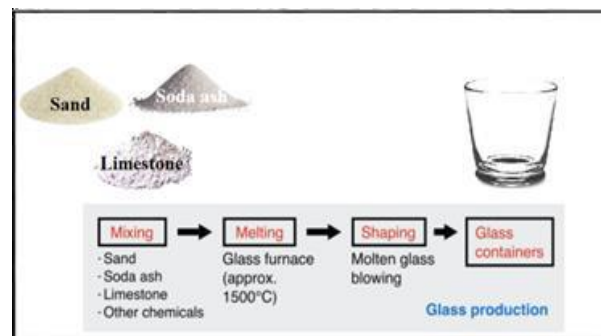 Sand
Soda ash
Limestone
Mixing
· Sand
· Soda ash
· Limestone
· Other chemicals
Melting
Glass furnace
(approx.
1500°C)
Shaping
Molten glass
blowing
Glass
containers
Glass production